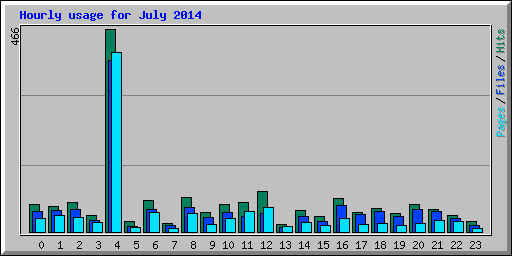 Hourly usage for July 2014
466
Pages/Files/Hits
0 1 2 3 4 5 6 7 8 9 10 11 12 13 14 15 16 17 18 19 20 21 22 23